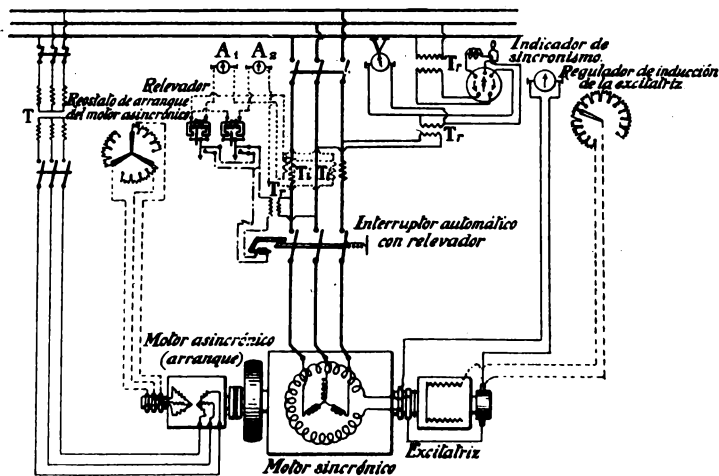 A₁ A₂
V
Tr
Indicador de
sincronismo.
Regulador de inducción
de la excitatriz
Relevador
Reostato de arranque
del motor asincrónico
T
Tr
Ti Ti
Tr
Interruptor automático
con relevador
Motor asincrónico
(arranque)
Motor sincrónico
Excitatriz